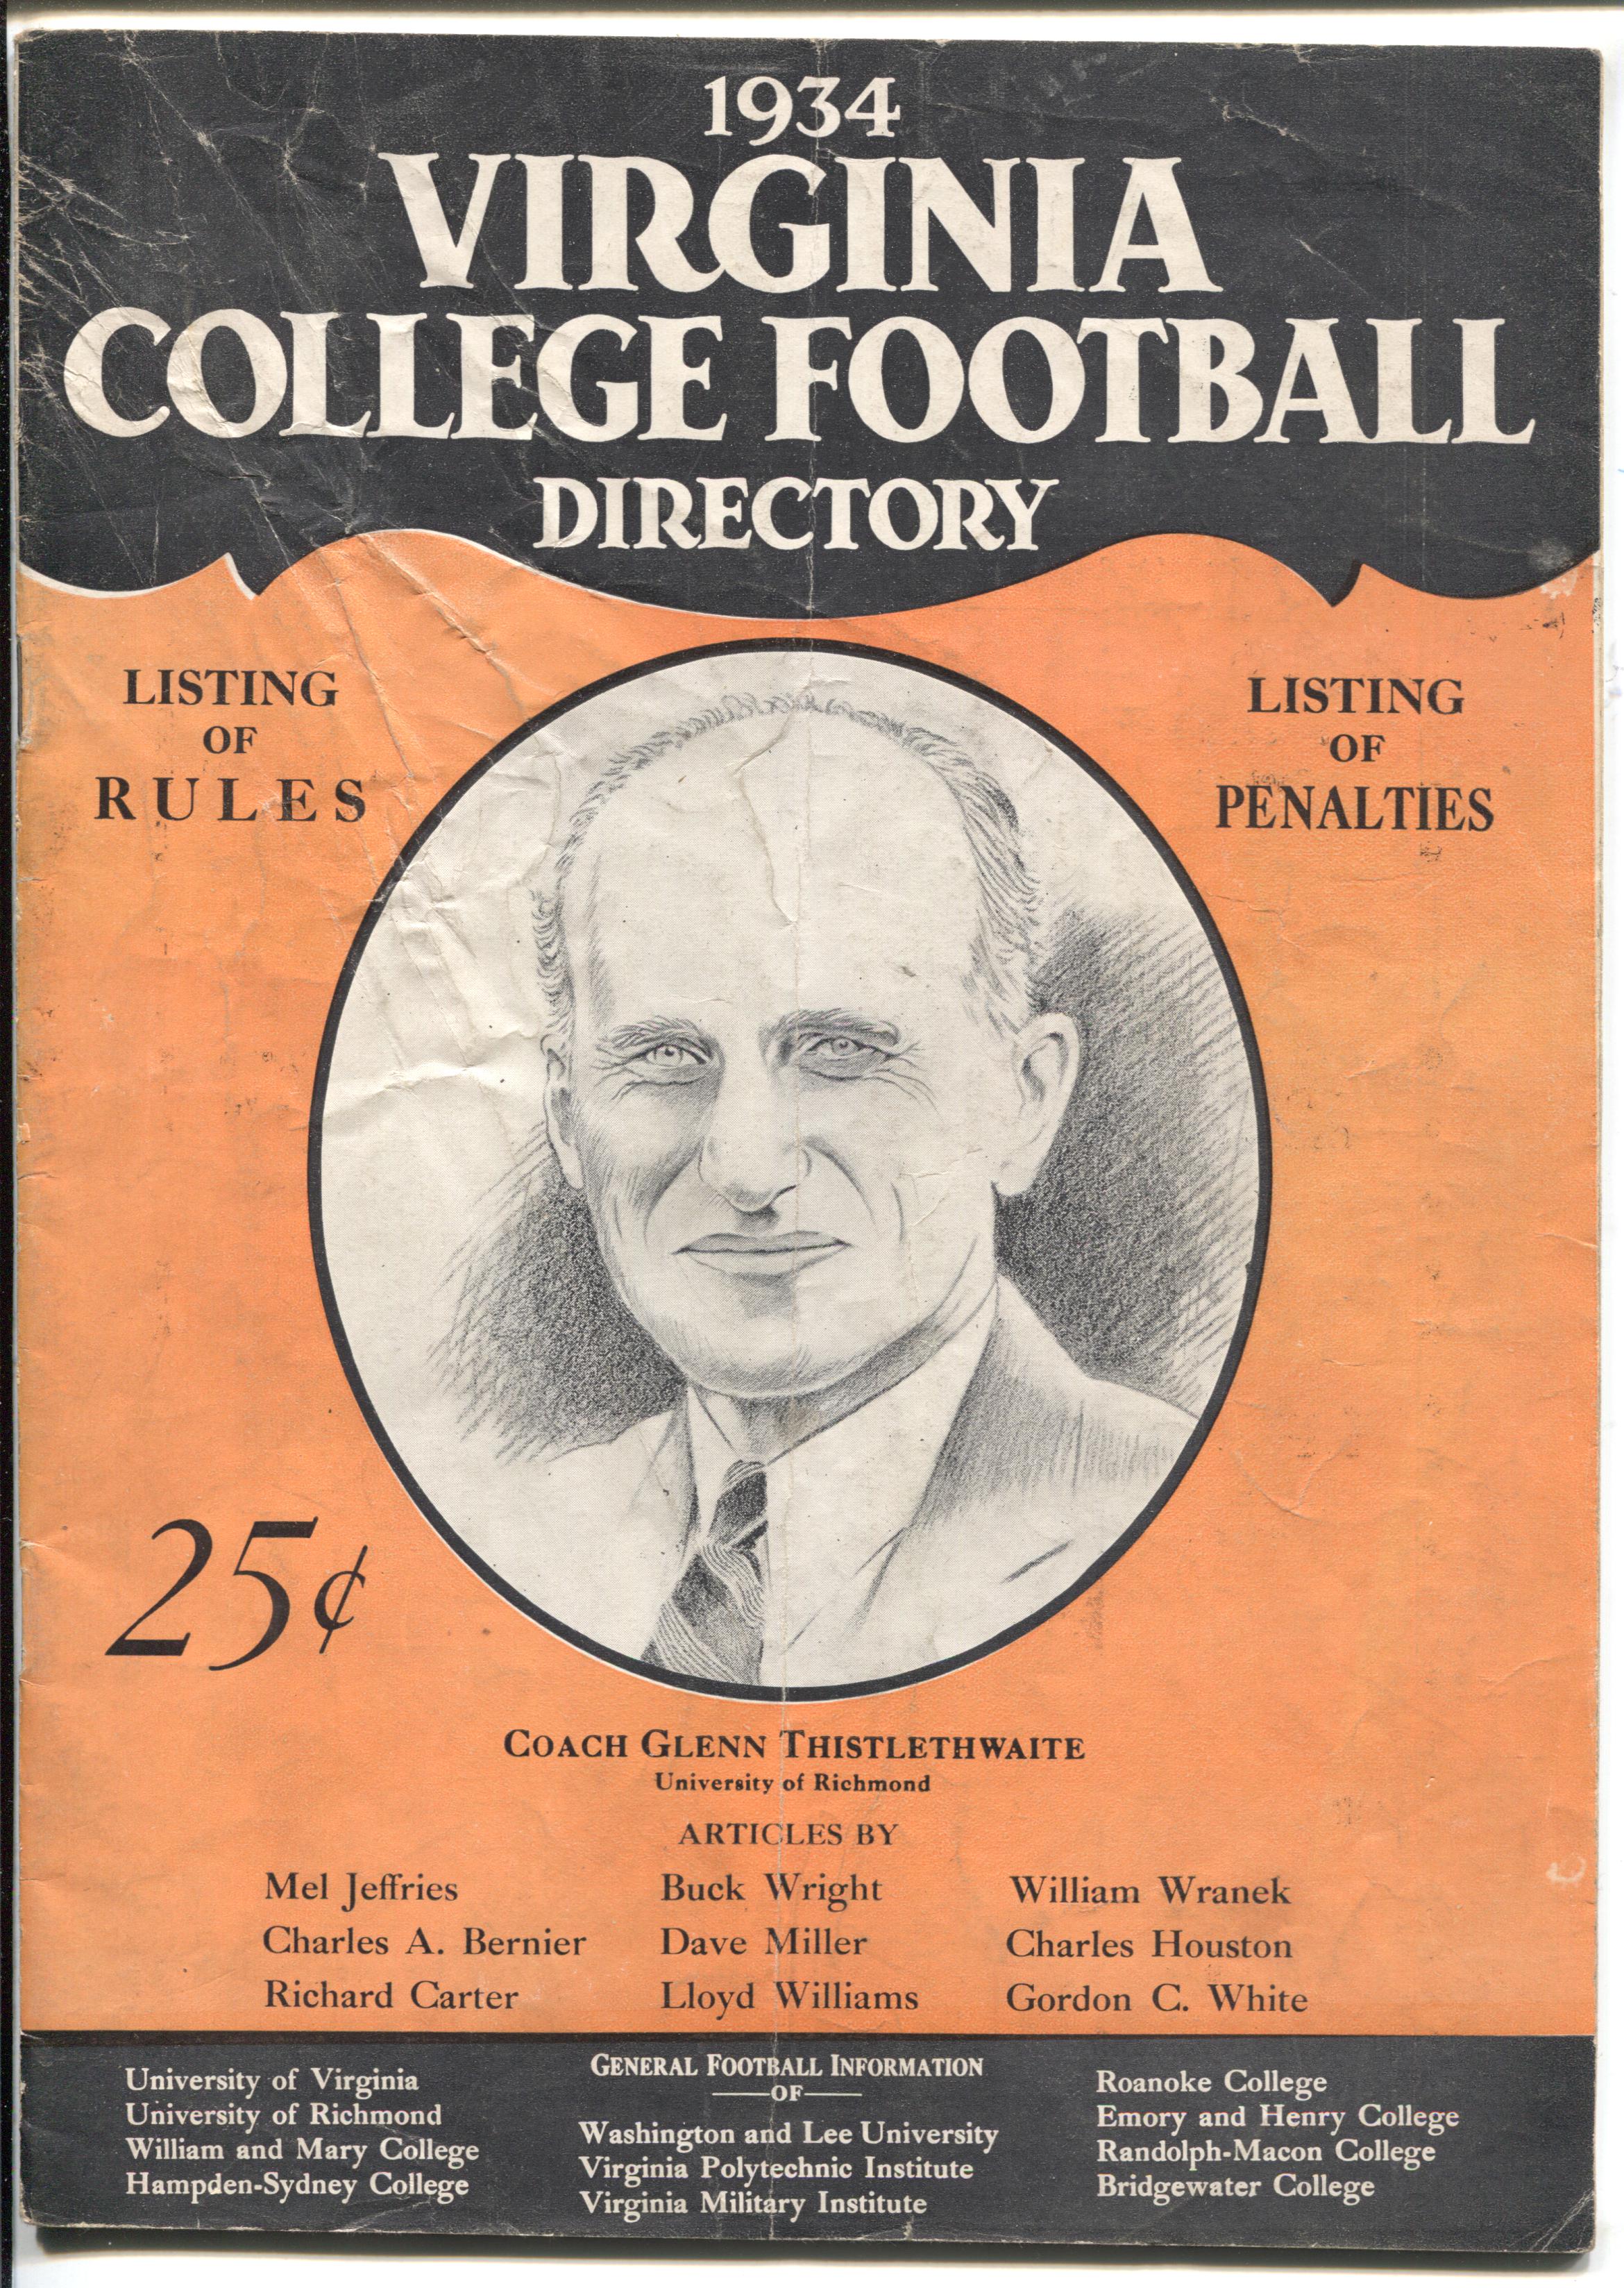 1934
VIRGINIA
COLLEGE FOOTBALL
DIRECTORY
LISTING
OF
RULES
LISTING
OF
PENALTIES
25¢
COACH GLENN THISTLETHWAITE
University of Richmond
ARTICLES BY
Mel Jeffries
Charles A. Bernier
Richard Carter
Buck Wright
Dave Miller
Lloyd Williams
William Wranek
Charles Houston
Gordon C. White
University of Virginia
University of Richmond
William and Mary College
Hampden-Sydney College
GENERAL FOOTBALL INFORMATION
OF
Washington and Lee University
Virginia Polytechnic Institute
Virginia Military Institute
Roanoke College
Emory and Henry College
Randolph-Macon College
Bridgewater College